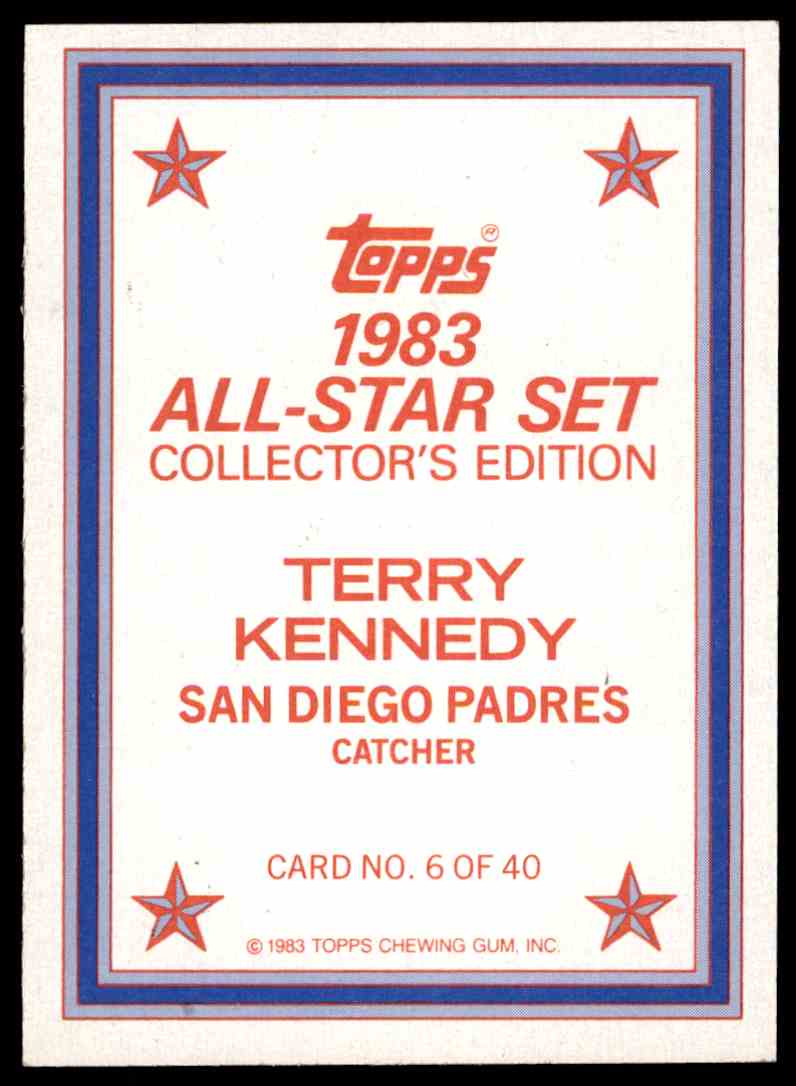 topps®
1983
ALL-STAR SET
COLLECTOR'S EDITION
TERRY
KENNEDY
SAN DIEGO PADRES
CATCHER
CARD NO. 6 OF 40
© 1983 TOPPS CHEWING GUM, INC.